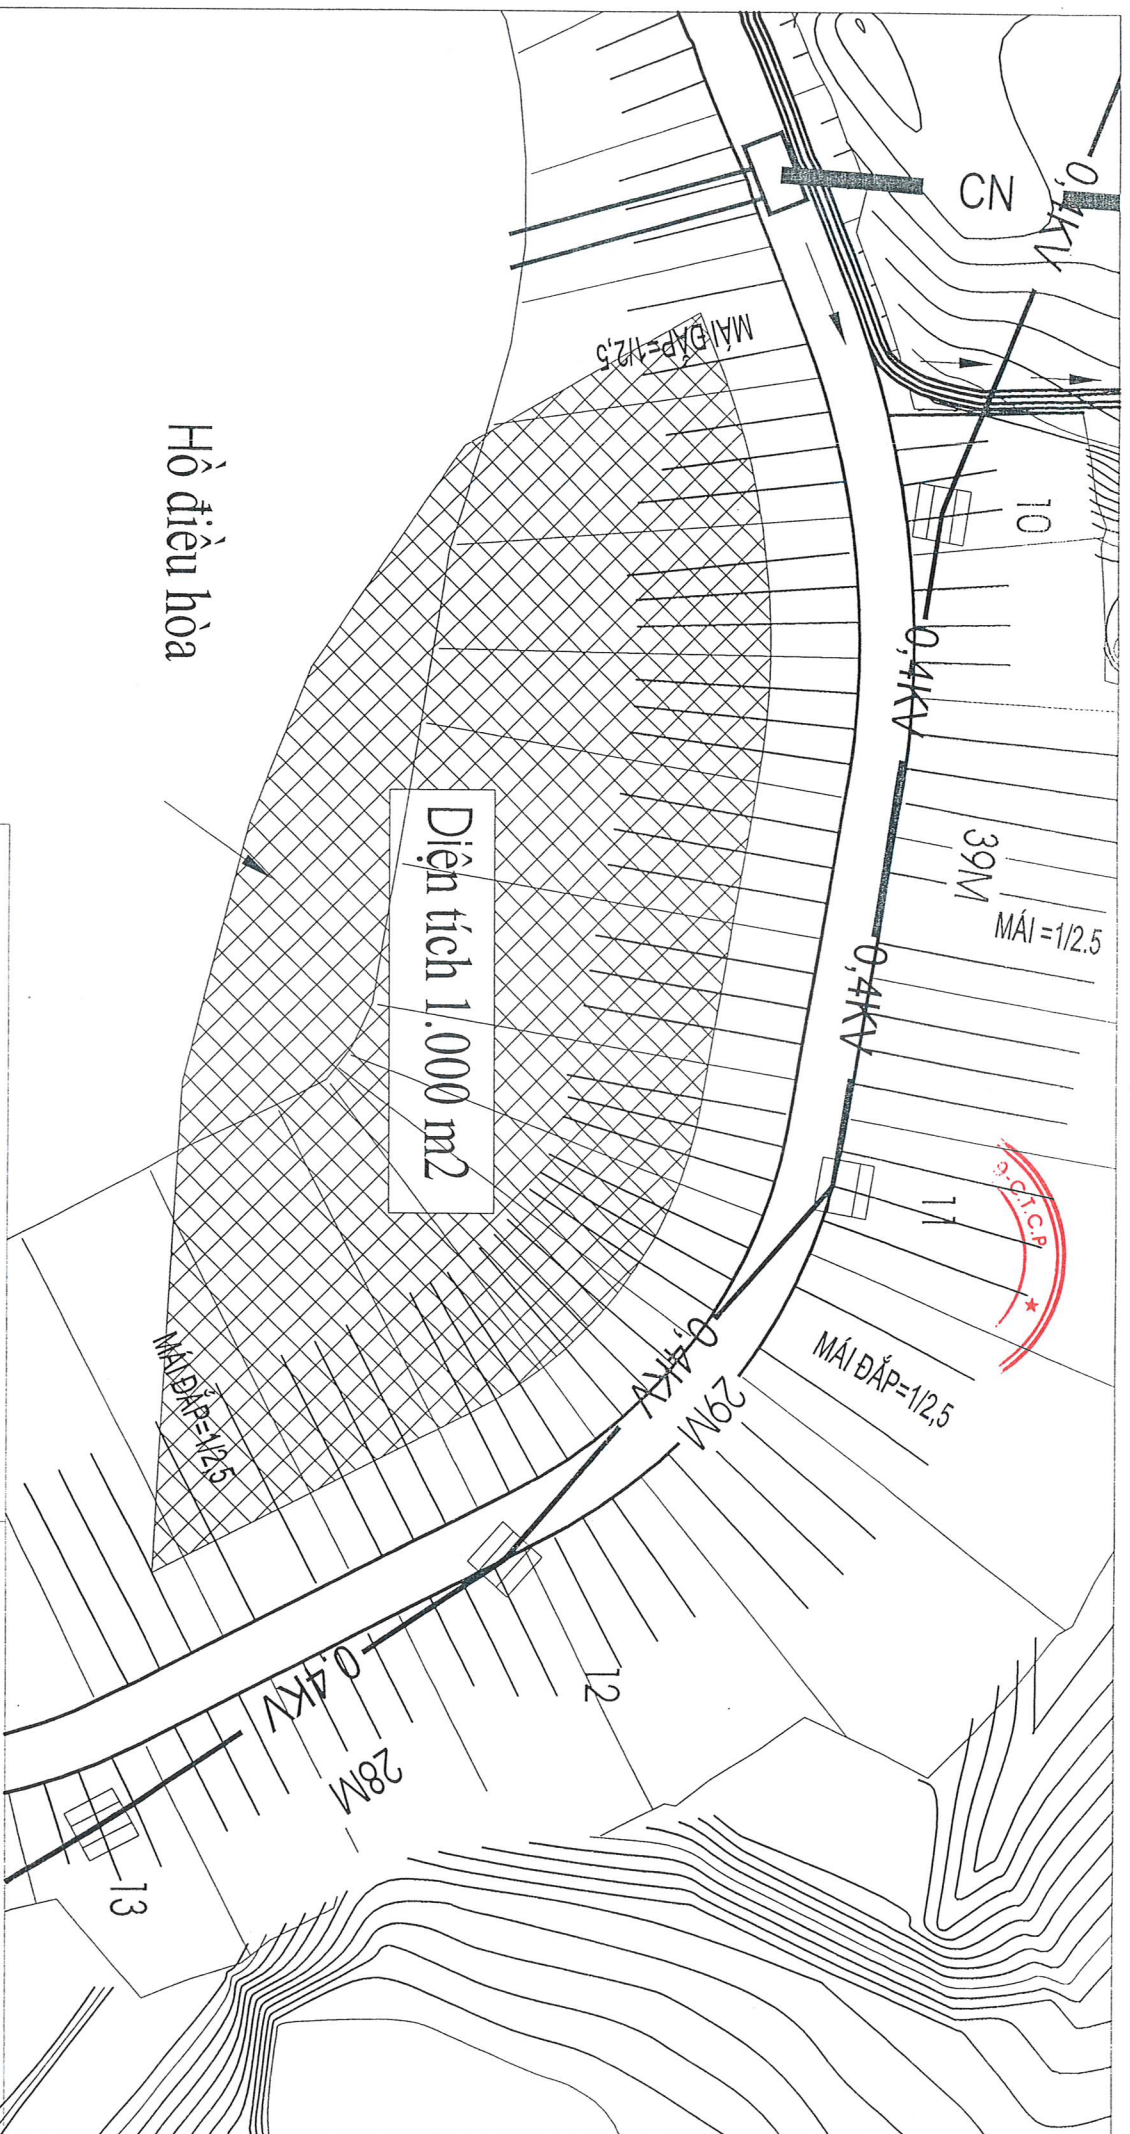 CN
0,4KV
MÁI ĐẮP=1/2,5
10
Hồ điều hòa
0,4KV
39M
MÁI =1/2.5
Diện tích 1.000 m2
0,4KV
11
-C.T.C.P
MÁI ĐẮP=1/2,5
0,4KV
29M
MÁI ĐẮP=1/2,5
12
0,4KV
28M
13